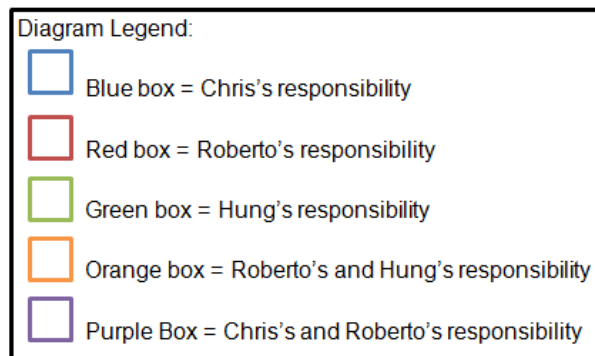 Diagram Legend:
Blue box = Chris’s responsibility
Red box = Roberto’s responsibility
Green box = Hung’s responsibility
Orange box = Roberto’s and Hung’s responsibility
Purple Box = Chris’s and Roberto’s responsibility